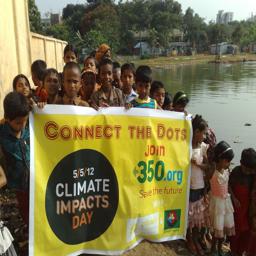 CONNECT THE DOTS
JOIN
350.org
Save the future
5/5/12
CLIMATE
IMPACTS
DAY